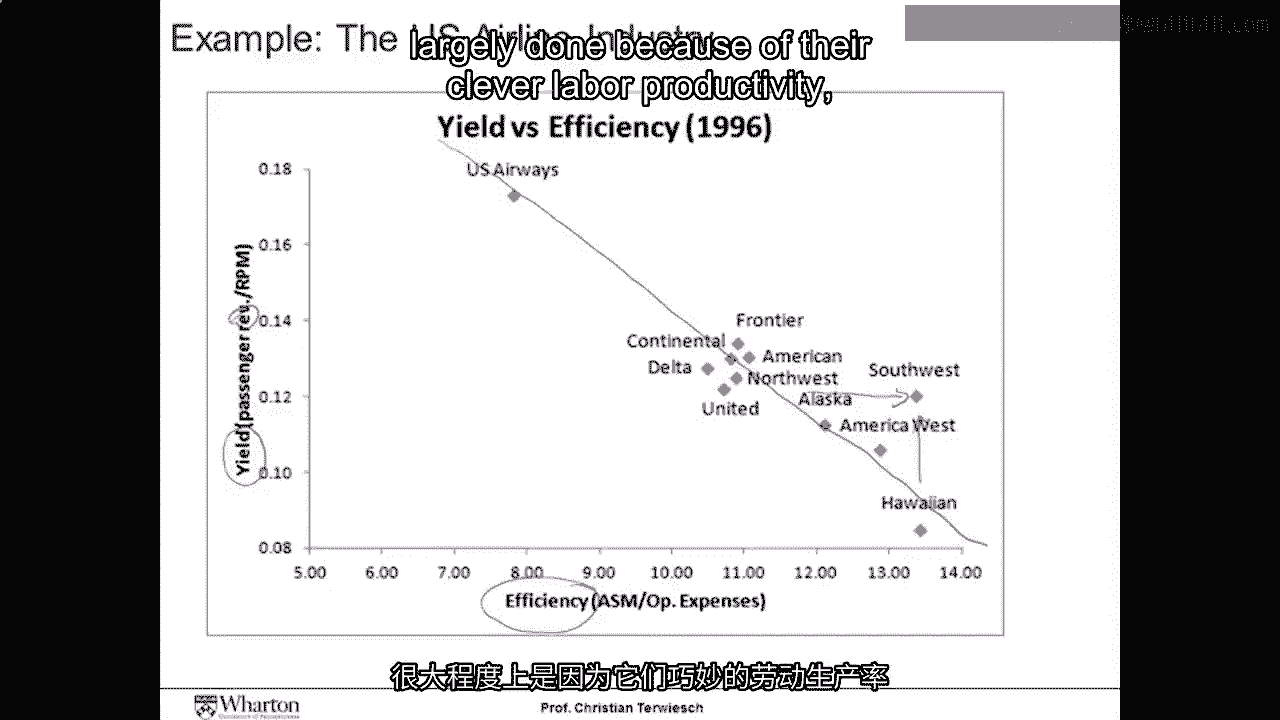 Example: The US Airline Industry
largely done because of their
clever labor productivity,
Yield vs Efficiency (1996)
US Airways
Frontier
Continental
American
Delta
Northwest
Southwest
Alaska
United
America West
Hawaiian
0.18
0.16
0.14
0.12
0.10
0.08
Yield(passenger rev./RPM)
5.00 6.00 7.00 8.00 9.00 10.00 11.00 12.00 13.00 14.00
Efficiency (ASM/Op. Expenses)
很大程度上是因为它们巧妙的劳动生产率
Wharton
Prof. Christian Terwiesch